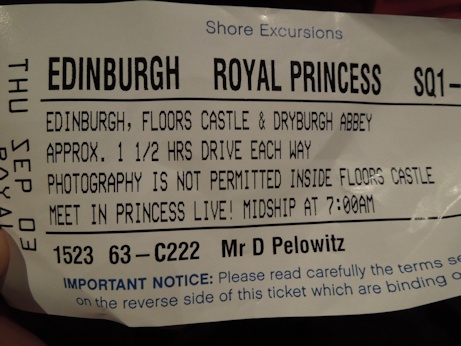 Shore Excursions
EDINBURGH ROYAL PRINCESS SQ1-
EDINBURGH, FLOORS CASTLE & DRYBURGH ABBEY
APPROX. 1 1/2 HRS DRIVE EACH WAY
PHOTOGRAPHY IS NOT PERMITTED INSIDE FLOORS CASTLE
MEET IN PRINCESS LIVE! MIDSHIP AT 7:00AM
1523 63-C222 Mr D Pelowitz
IMPORTANT NOTICE: Please read carefully the terms se
on the reverse side of this ticket which are binding o
THU SEP 03
ROYAL